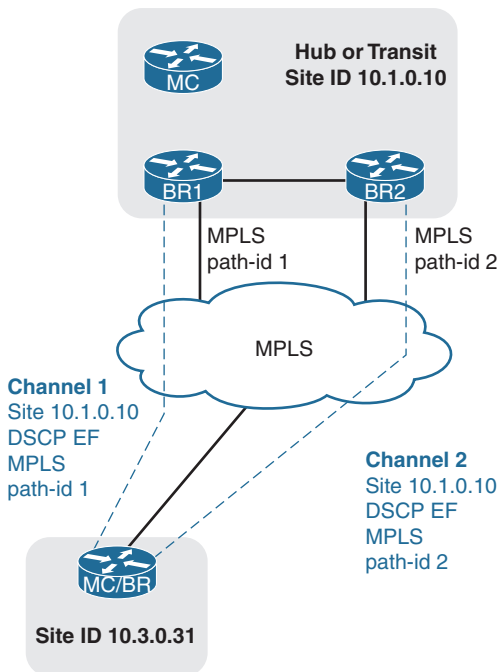 Hub or Transit
Site ID 10.1.0.10
MC
BR1
BR2
MPLS
path-id 1
MPLS
path-id 2
MPLS
Channel 1
Site 10.1.0.10
DSCP EF
MPLS
path-id 1
Channel 2
Site 10.1.0.10
DSCP EF
MPLS
path-id 2
MC/BR
Site ID 10.3.0.31